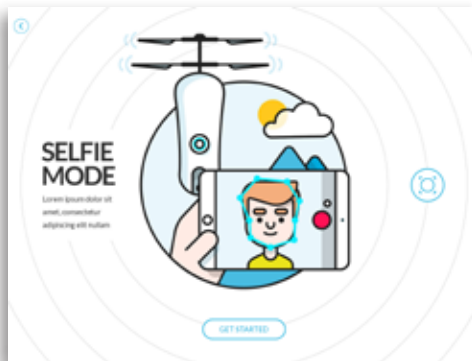 SELFIE
MODE
Lorem ipsum dolor sit
amet, consectetur
adipiscing elit nullam
GET STARTED